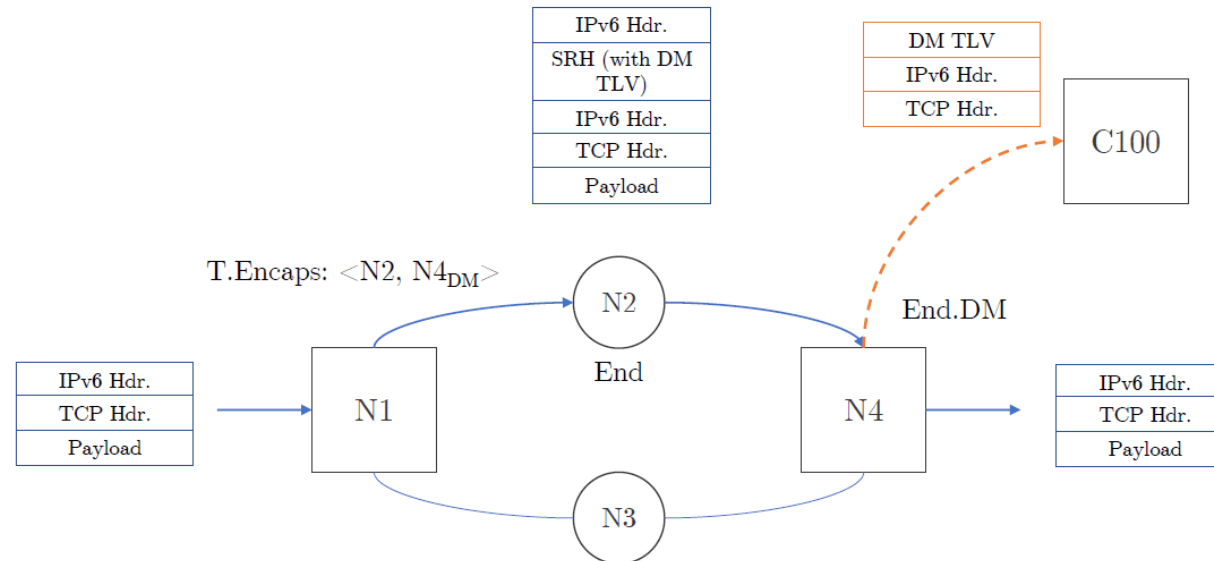 IPv6 Hdr.
SRH (with DM
TLV)
IPv6 Hdr.
TCP Hdr.
Payload
DM TLV
IPv6 Hdr.
TCP Hdr.
C100
T.Encaps: <N2, N4DM>
N2
End
End.DM
IPv6 Hdr.
TCP Hdr.
Payload
N1
N4
IPv6 Hdr.
TCP Hdr.
Payload
N3